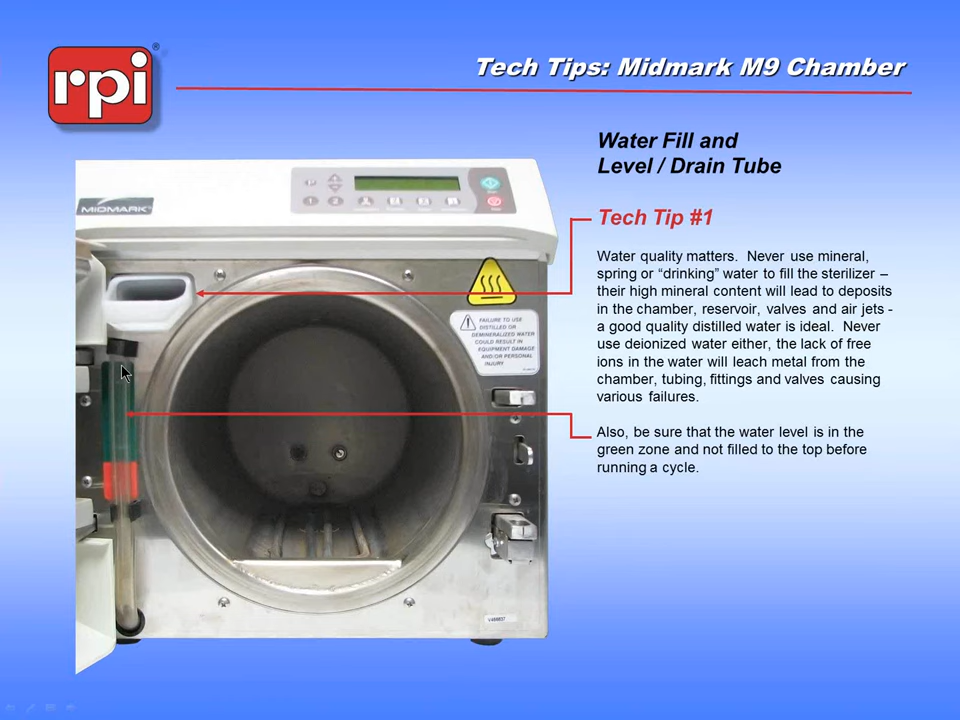 rpi®
Tech Tips: Midmark M9 Chamber
Water Fill and
Level / Drain Tube
Tech Tip #1
Water quality matters.  Never use mineral,
spring or “drinking” water to fill the sterilizer –
their high mineral content will lead to deposits
in the chamber, reservoir, valves and air jets -
a good quality distilled water is ideal.  Never
use deionized water either, the lack of free
ions in the water will leach metal from the
chamber, tubing, fittings and valves causing
various failures.
Also, be sure that the water level is in the
green zone and not filled to the top before
running a cycle.
MIDMARK
P
1 2
FAILURE TO USE
DISTILLED OR
DEMINERALIZED WATER
COULD RESULT IN
EQUIPMENT DAMAGE
AND/OR PERSONAL
INJURY